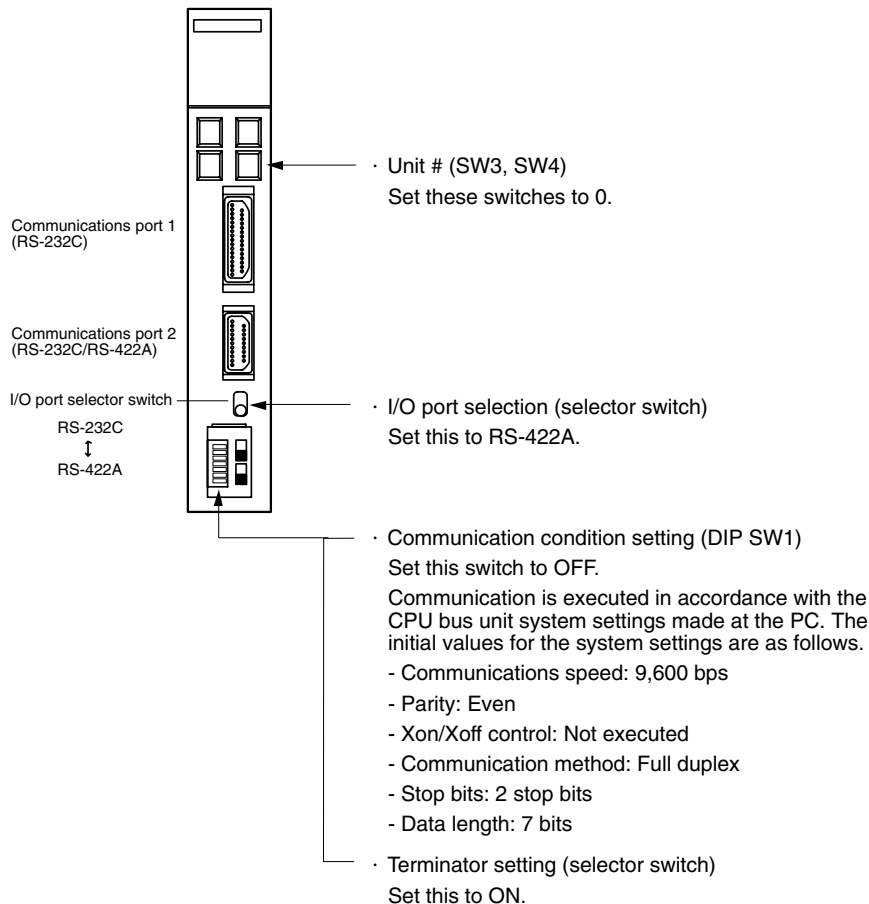 · Unit # (SW3, SW4)
Set these switches to 0.
Communications port 1
(RS-232C)
Communications port 2
(RS-232C/RS-422A)
I/O port selector switch
RS-232C
↕
RS-422A
· I/O port selection (selector switch)
Set this to RS-422A.
· Communication condition setting (DIP SW1)
Set this switch to OFF.
Communication is executed in accordance with the
CPU bus unit system settings made at the PC. The
initial values for the system settings are as follows.
- Communications speed: 9,600 bps
- Parity: Even
- Xon/Xoff control: Not executed
- Communication method: Full duplex
- Stop bits: 2 stop bits
- Data length: 7 bits
· Terminator setting (selector switch)
Set this to ON.